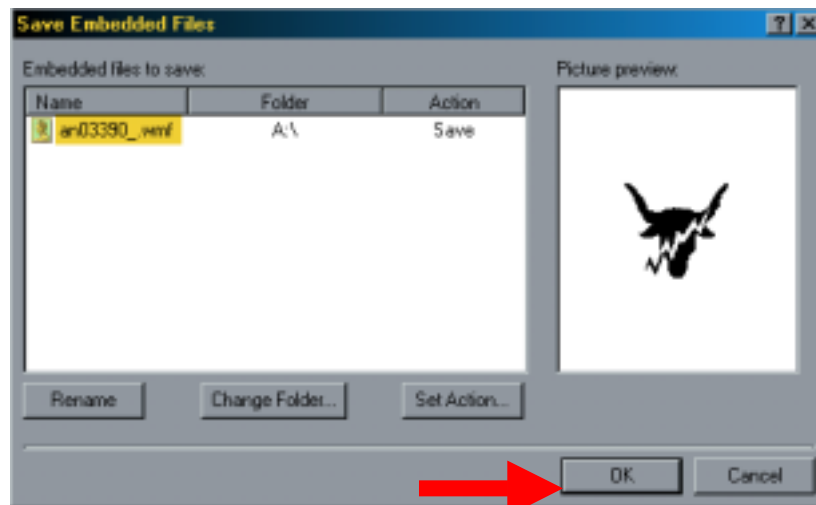 Save Embedded Files
Embedded files to save:
Picture preview:
Name Folder Action
an03390_.wmf A:\ Save
Rename Change Folder... Set Action...
OK Cancel